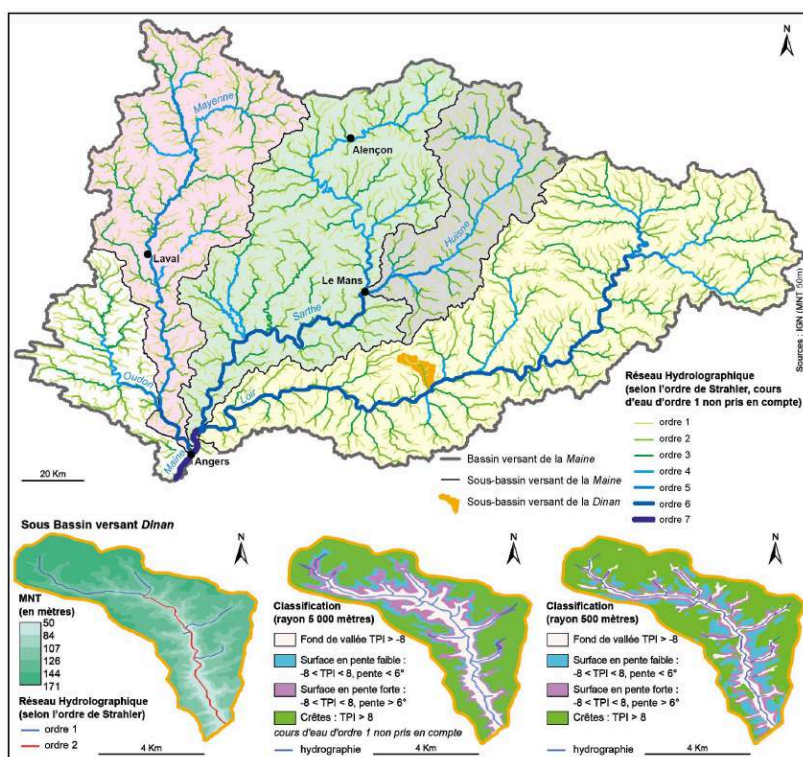 N
Mayenne
Alençon
Huisne
Laval
Le Mans
Sarthe
Oudon
Loir
Maine
Angers
20 Km
Sources : IGN (MNT 50m)
Réseau Hydrolographique
(selon l'ordre de Strahler, cours
d'eau d'ordre 1 non pris en compte)
ordre 1
ordre 2
ordre 3
ordre 4
ordre 5
ordre 6
ordre 7
Bassin versant de la Maine
Sous-bassin versant de la Maine
Sous-bassin versant de la Dinan
Sous Bassin versant Dinan
N
MNT
(en mètres)
50
84
107
126
144
171
Réseau Hydrolographique
(selon l'ordre de Strahler)
ordre 1
ordre 2
4 Km
N
Classification
(rayon 5 000 mètres)
Fond de vallée TPI > -8
Surface en pente faible :
-8 < TPI < 8, pente < 6°
Surface en pente forte :
-8 < TPI < 8, pente > 6°
Crêtes : TPI > 8
cours d'eau d'ordre 1 non pris en compte
hydrographie
4 Km
N
Classification
(rayon 500 mètres)
Fond de vallée TPI > -8
Surface en pente faible :
-8 < TPI < 8, pente < 6°
Surface en pente forte :
-8 < TPI < 8, pente > 6°
Crêtes : TPI > 8
hydrographie
4 Km